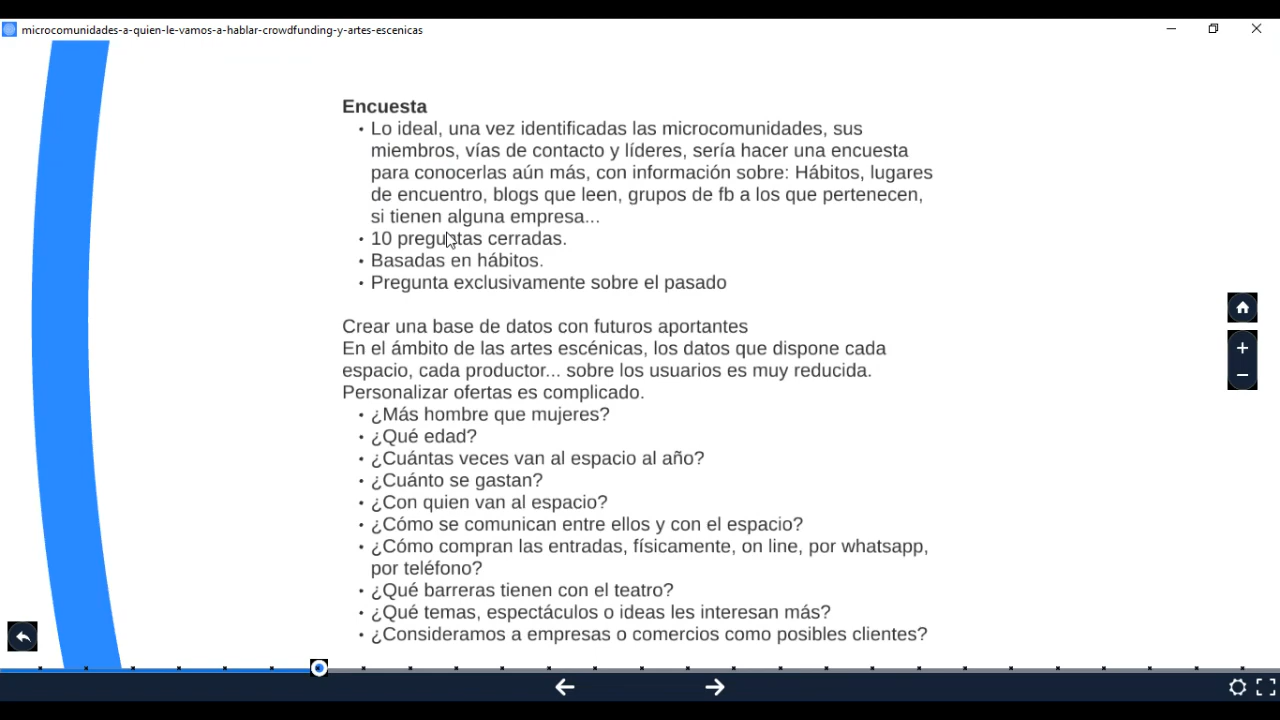 microcomunidades-a-quien-le-vamos-a-hablar-crowdfunding-y-artes-escenicas
Encuesta
• Lo ideal, una vez identificadas las microcomunidades, sus
miembros, vías de contacto y líderes, sería hacer una encuesta
para conocerlas aún más, con información sobre: Hábitos, lugares
de encuentro, blogs que leen, grupos de fb a los que pertenecen,
si tienen alguna empresa...
• 10 preguntas cerradas.
• Basadas en hábitos.
• Pregunta exclusivamente sobre el pasado
Crear una base de datos con futuros aportantes
En el ámbito de las artes escénicas, los datos que dispone cada
espacio, cada productor... sobre los usuarios es muy reducida.
Personalizar ofertas es complicado.
• ¿Más hombre que mujeres?
• ¿Qué edad?
• ¿Cuántas veces van al espacio al año?
• ¿Cuánto se gastan?
• ¿Con quien van al espacio?
• ¿Cómo se comunican entre ellos y con el espacio?
• ¿Cómo compran las entradas, físicamente, on line, por whatsapp,
por teléfono?
• ¿Qué barreras tienen con el teatro?
• ¿Qué temas, espectáculos o ideas les interesan más?
• ¿Consideramos a empresas o comercios como posibles clientes?